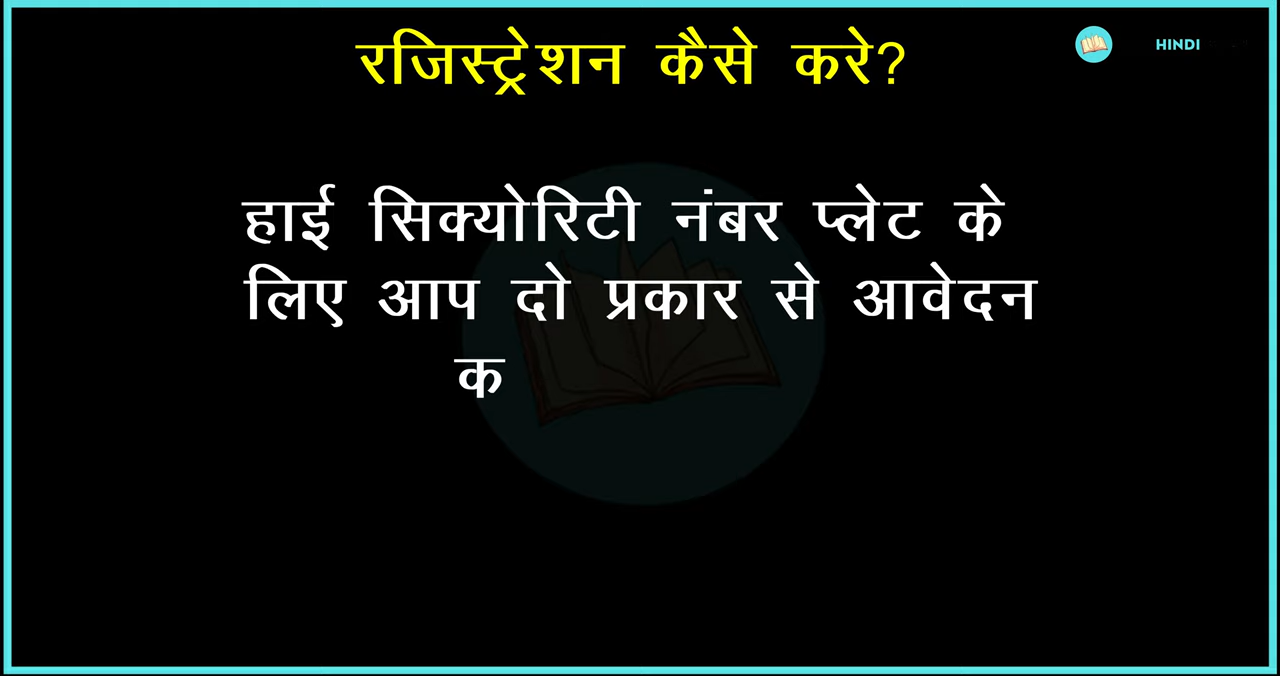 रजिस्ट्रेशन कैसे करे?
HINDI
हाई सिक्योरिटी नंबर प्लेट के
लिए आप दो प्रकार से आवेदन
क